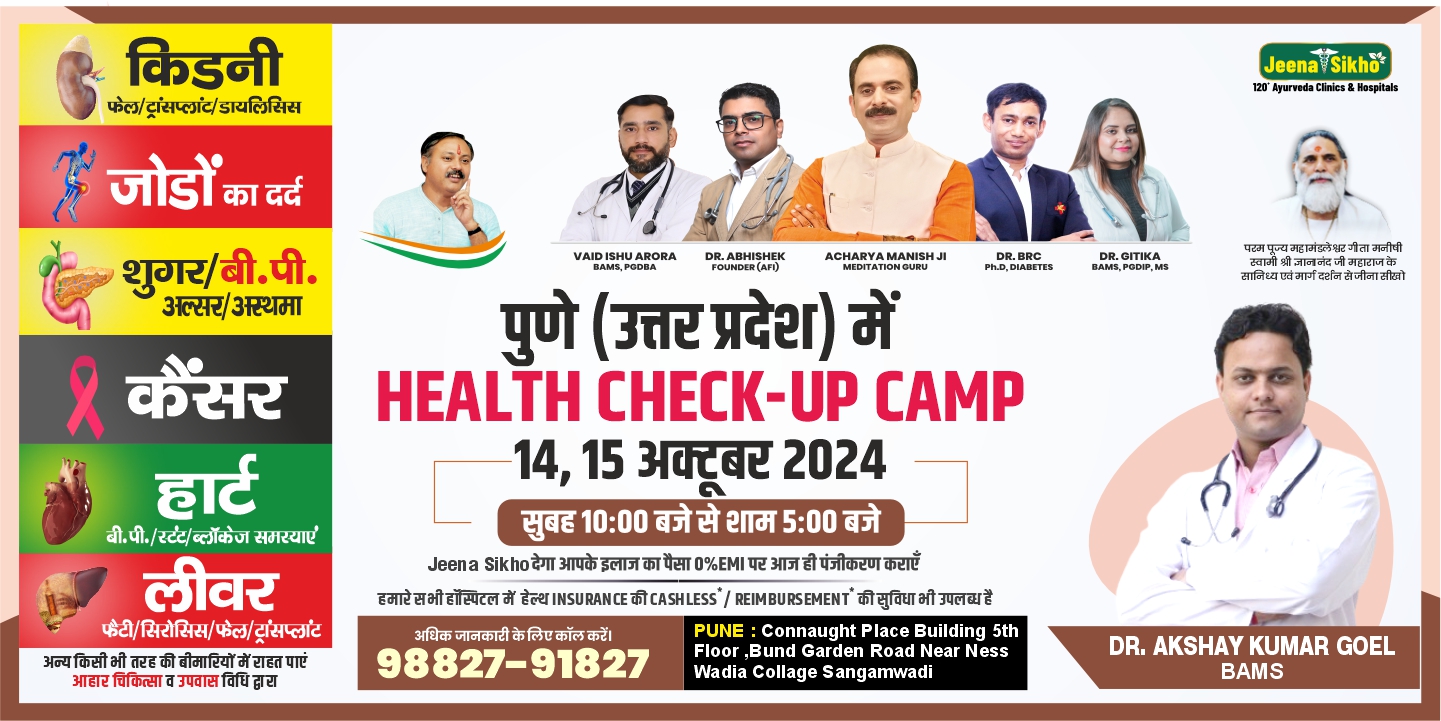 किडनी
फेल/ट्रांसप्लांट/डायलिसिस
जोडों का दर्द
शुगर/बी.पी.
अल्सर/अस्थमा
कैंसर
हार्ट
बी.पी./स्टंट/ब्लॉकेज समस्याएं
लीवर
फैटी/सिरोसिस/फेल/ट्रांसप्लांट
अन्य किसी भी तरह की बीमारियों में राहत पाएं
आहार चिकित्सा व उपवास विधि द्वारा
VAID ISHU ARORA
BAMS, PGDBA
DR. ABHISHEK
FOUNDER (AFI)
ACHARYA MANISH JI
MEDITATION GURU
DR. BRC
Ph.D, DIABETES
DR. GITIKA
BAMS, PGDIP, MS
Jeena Sikho
120+ Ayurveda Clinics & Hospitals
परम पूज्य महामंडलेश्वर गीता मनीषी
स्वामी श्री ज्ञानानंद जी महाराज के
सानिध्य एवं मार्ग दर्शन से जीना सीखो
पुणे (उत्तर प्रदेश) में
HEALTH CHECK-UP CAMP
14, 15 अक्टूबर 2024
सुबह 10:00 बजे से शाम 5:00 बजे
Jeena Sikho देगा आपके इलाज का पैसा 0%EMI पर आज ही पंजीकरण कराएँ
हमारे सभी हॉस्पिटल में हेल्थ INSURANCE की CASHLESS*/ REIMBURSEMENT* की सुविधा भी उपलब्ध है
अधिक जानकारी के लिए कॉल करें।
98827-91827
PUNE : Connaught Place Building 5th
Floor ,Bund Garden Road Near Ness
Wadia Collage Sangamwadi
DR. AKSHAY KUMAR GOEL
BAMS